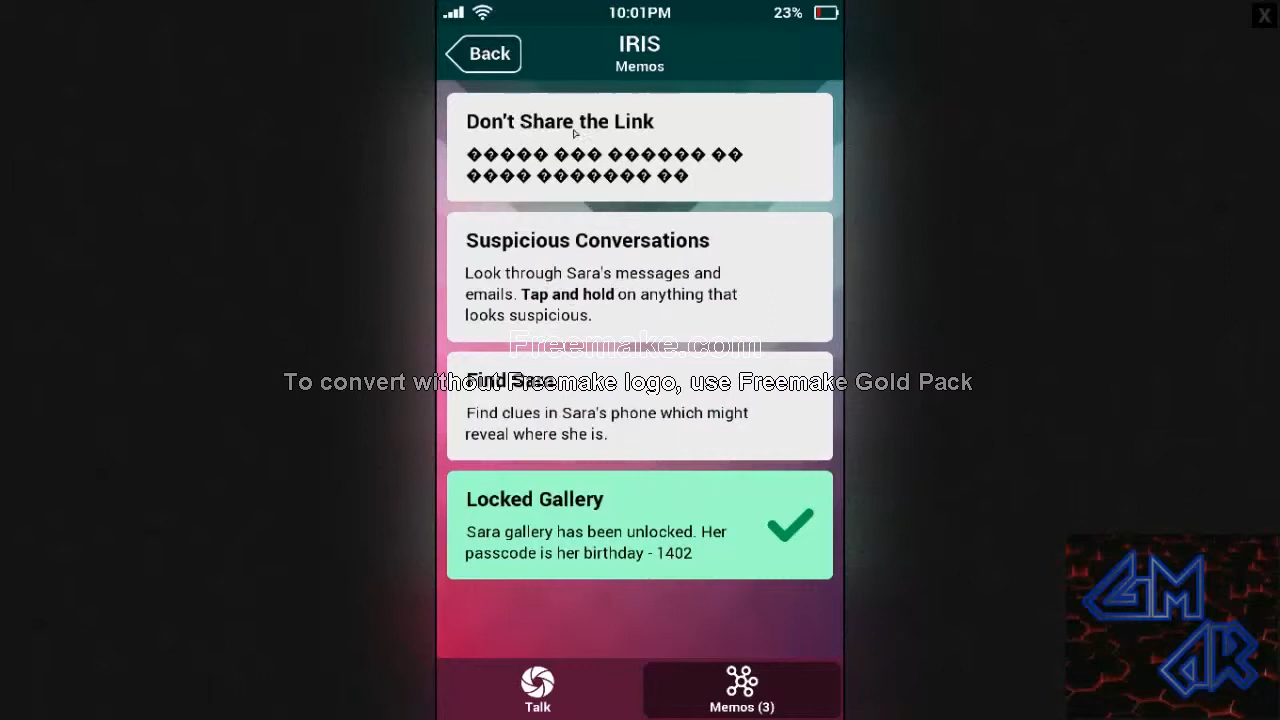 10:01PM
23%
X
Back
IRIS
Memos
Don't Share the Link
����� ��� ������ ��
���� ������� ��
Suspicious Conversations
Look through Sara's messages and
emails. Tap and hold on anything that
looks suspicious.
Freemake.com
Find Sara
To convert without Freemake logo, use Freemake Gold Pack
Find clues in Sara's phone which might
reveal where she is.
Locked Gallery
Sara gallery has been unlocked. Her
passcode is her birthday - 1402
GM
Talk
Memos (3)